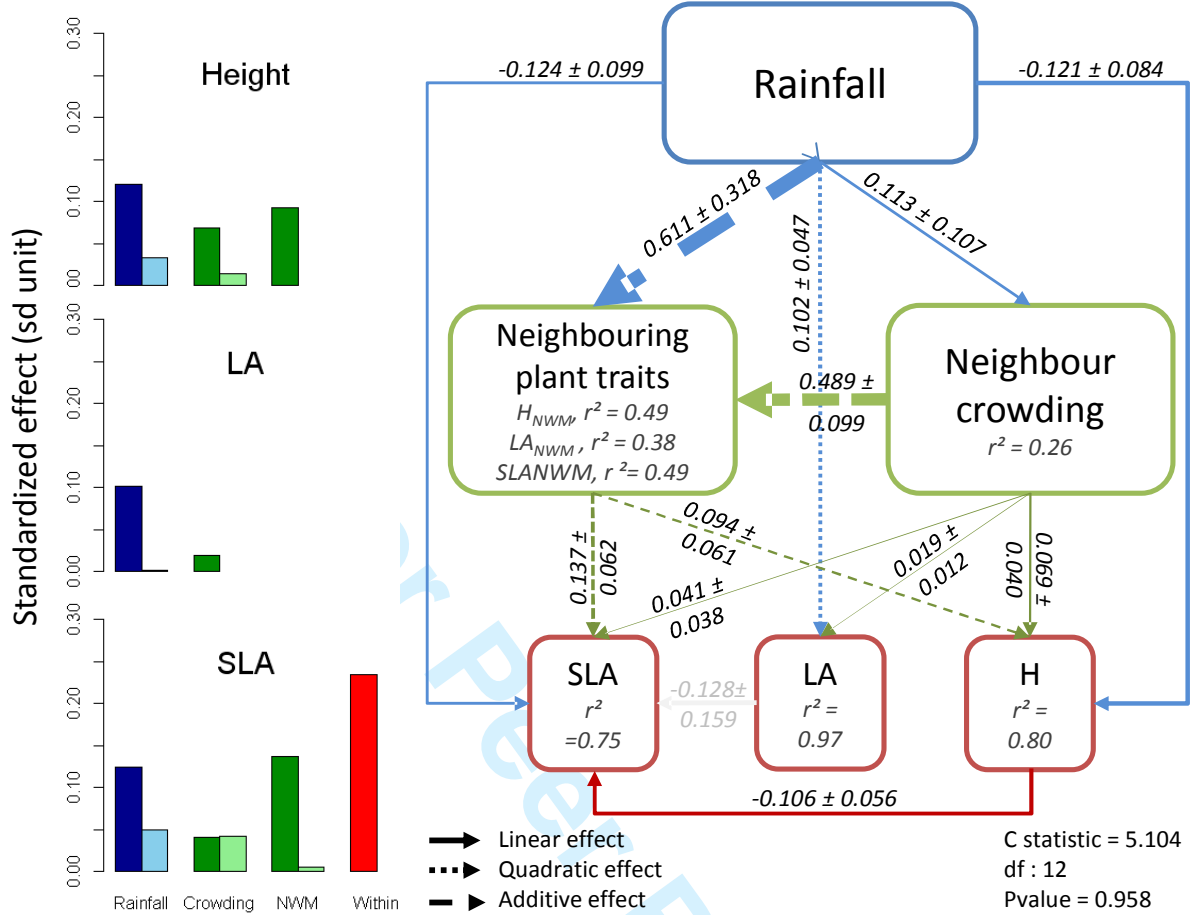 Standardized effect (sd unit)
Height
0.30
0.20
0.10
0.00
LA
0.30
0.20
0.10
0.00
SLA
0.30
0.20
0.10
0.00
Rainfall Crowding NWM Within
Rainfall
-0.124 ± 0.099
-0.121 ± 0.084
0.611 ± 0.318
0.102 ± 0.047
0.113 ± 0.107
Neighbouring
plant traits
H_NWM, r² = 0.49
LA_NWM , r² = 0.38
SLANWM, r² = 0.49
0.489 ±
0.099
Neighbour
crowding
r² = 0.26
0.137 ±
0.062
0.094 ±
0.061
0.041 ±
0.038
0.019 ±
0.012
0.069 ±
0.040
SLA
r²
=0.75
-0.128±
0.159
LA
r² =
0.97
H
r² =
0.80
-0.106 ± 0.056
Linear effect
Quadratic effect
Additive effect
C statistic = 5.104
df : 12
Pvalue = 0.958